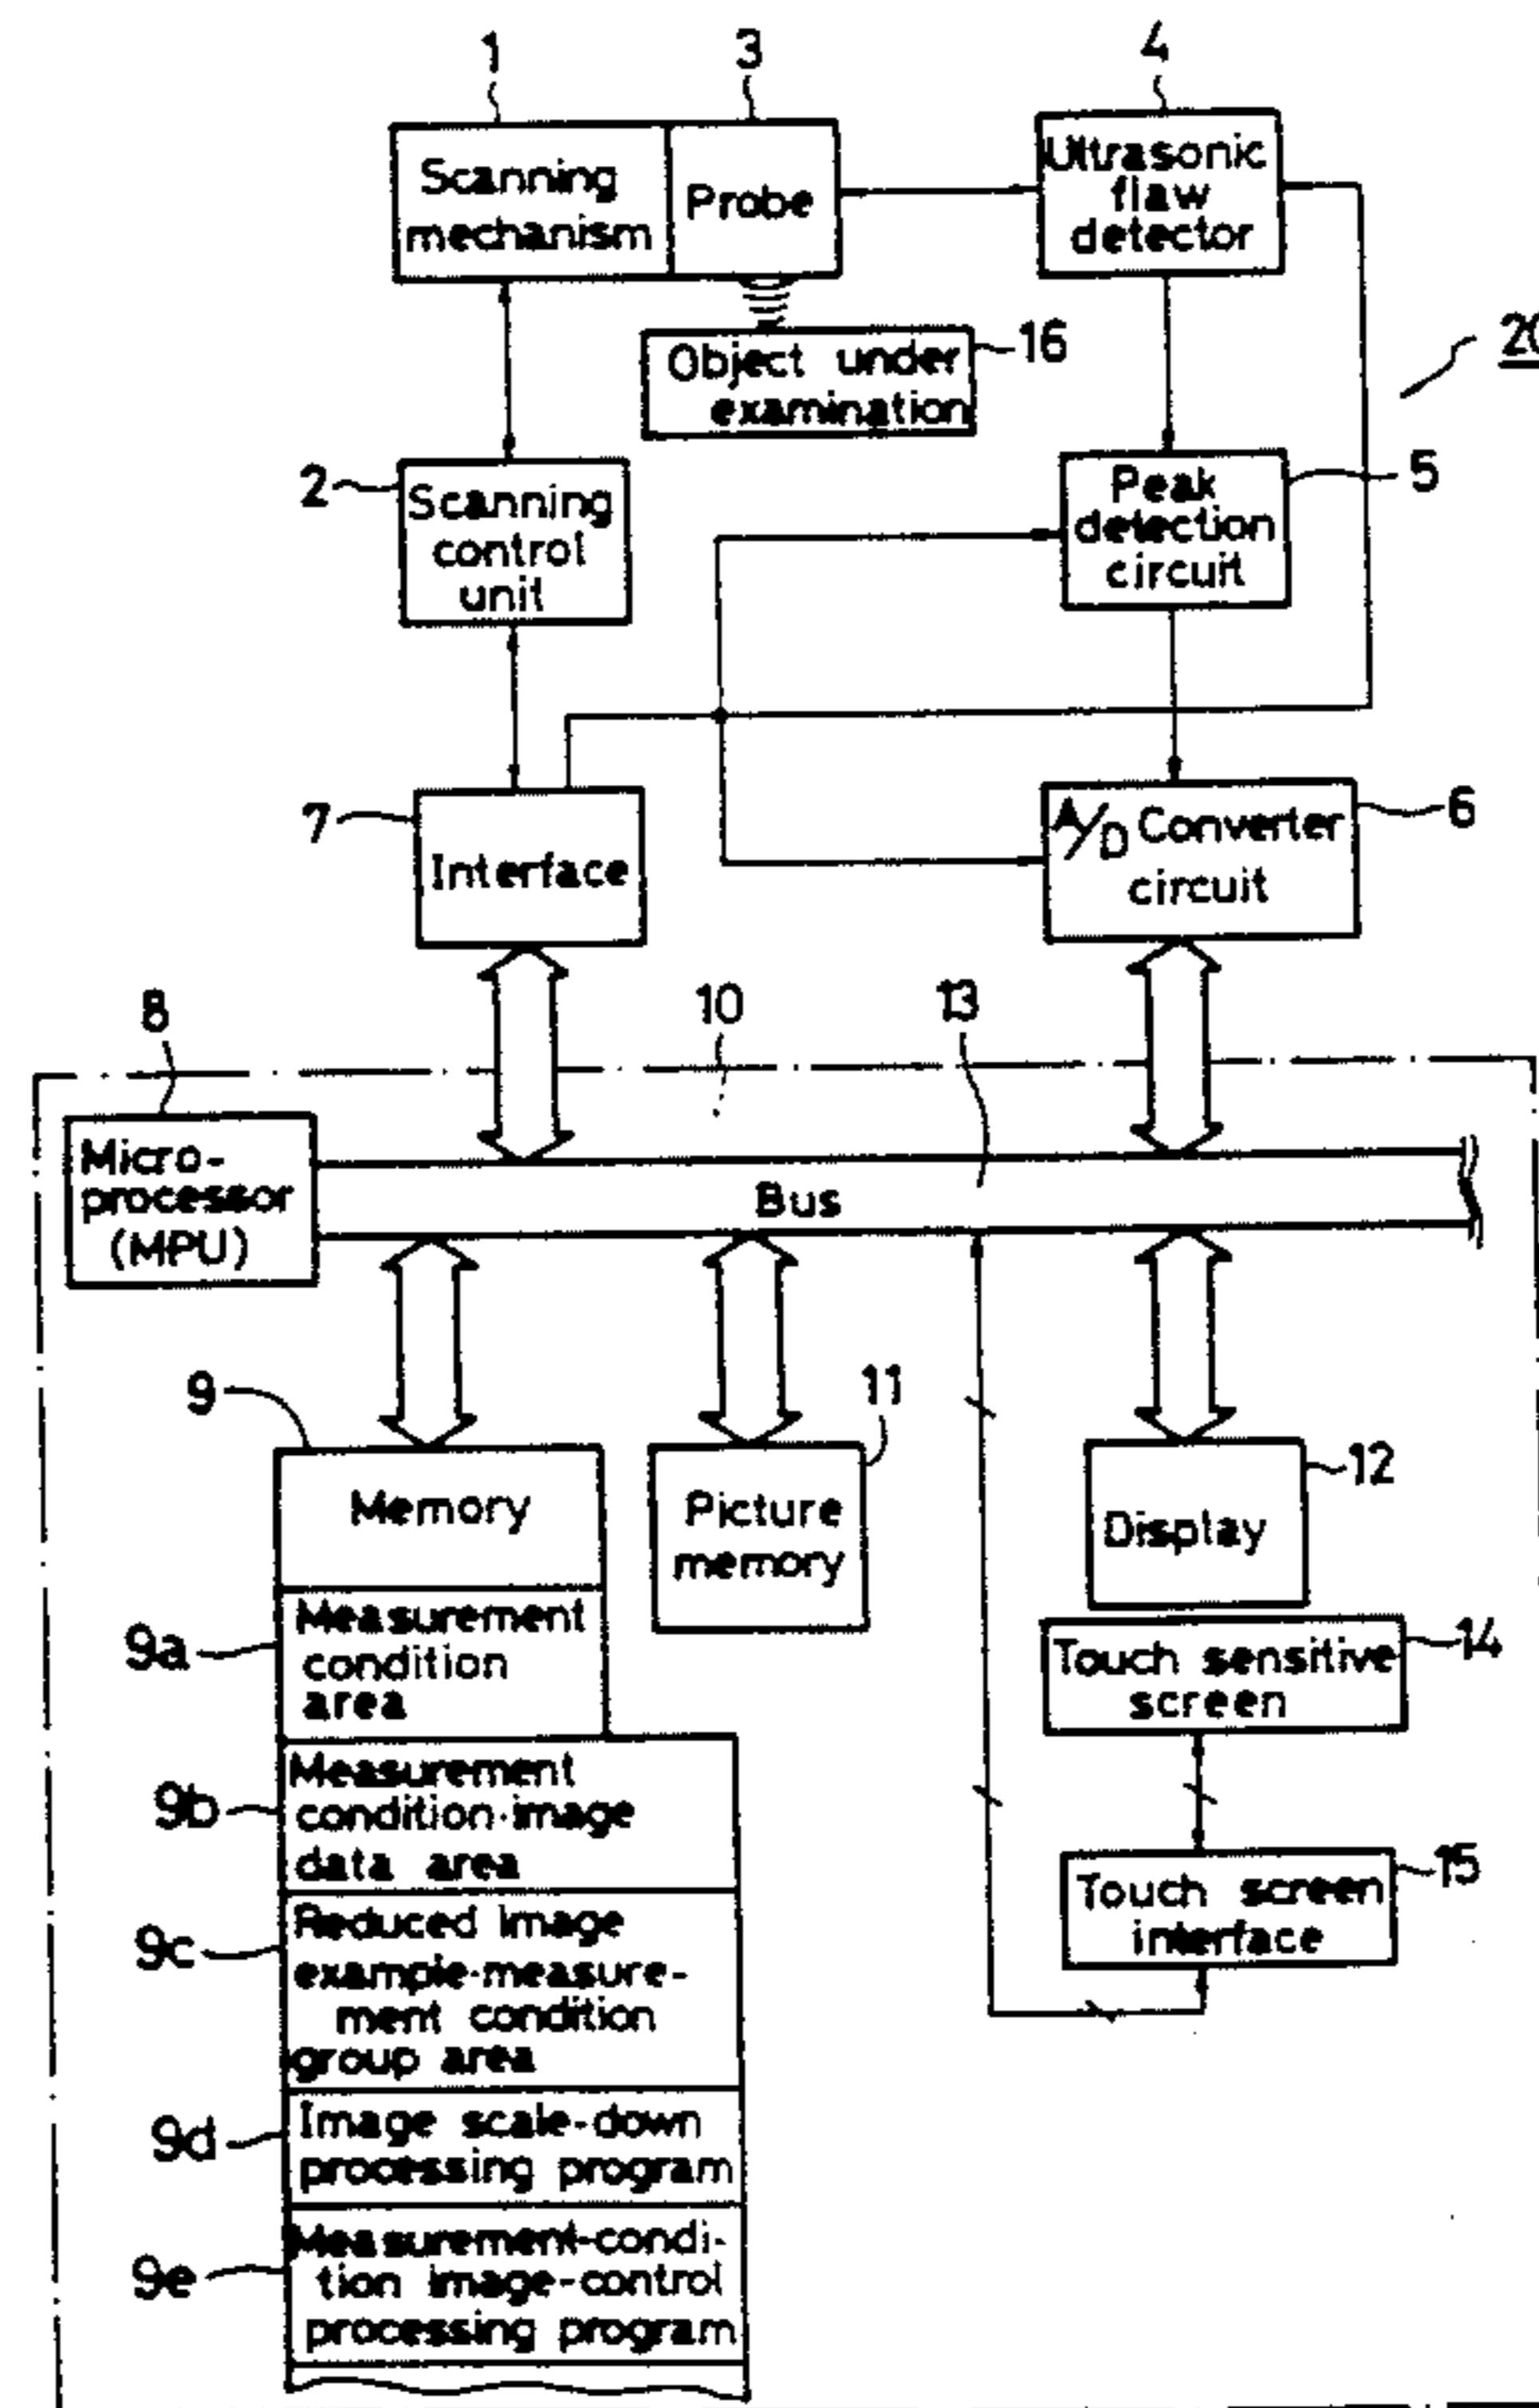 1
3
4
Scanning
mechanism
Probe
Ultrasonic
flaw
detector
Object under
examination
16
20
2
Scanning
control
unit
Peak
detection
circuit
5
7
Interface
A/D Converter
circuit
6
8
10
13
Micro-
processor
(MPU)
Bus
9
11
12
Memory
Picture
memory
Display
9a
Measurement
condition
area
Touch sensitive
screen
14
9b
Measurement
condition·image
data area
Touch screen
interface
15
9c
Reduced image
example·measure-
ment condition
group area
9d
Image scale-down
processing program
9e
Measurement-condi-
tion image-control
processing program